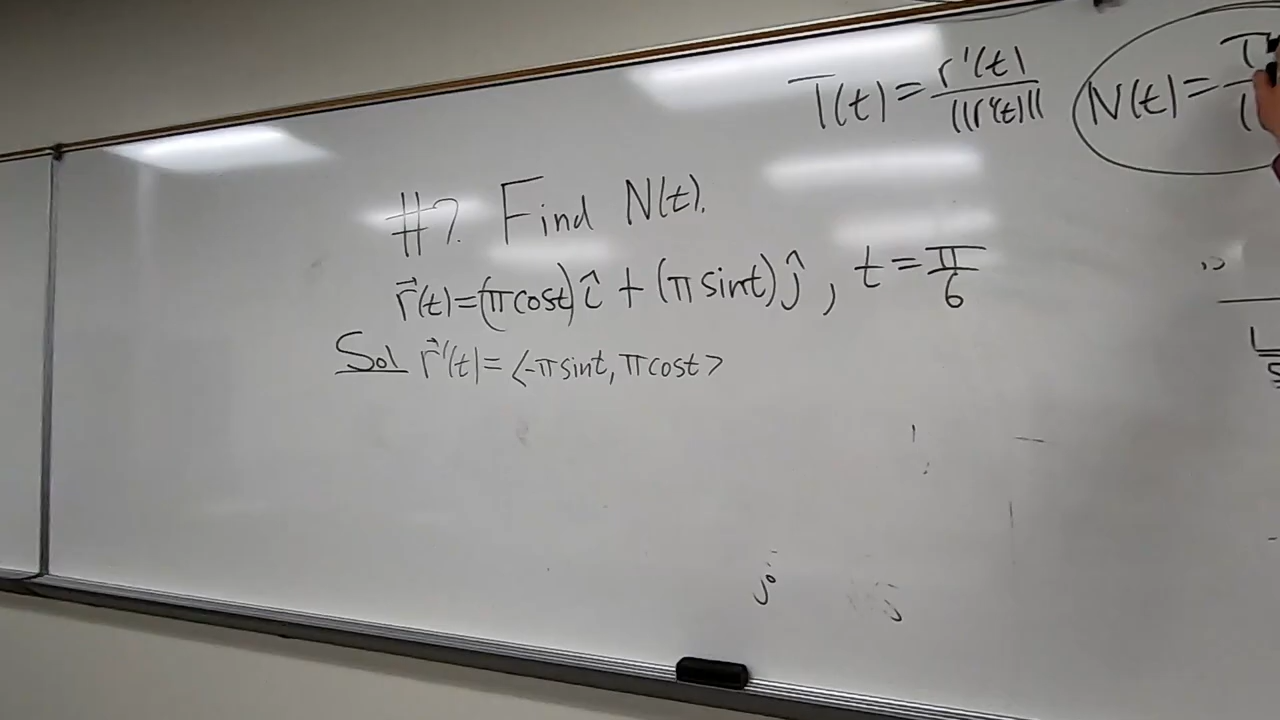 T(t) = r'(t) / ||r'(t)||
N(t) =
#7. Find N(t).
r⃗(t) = (π cost) î + (π sint) ĵ, t = π/6
Sol r⃗'(t) = <-π sint, π cost>